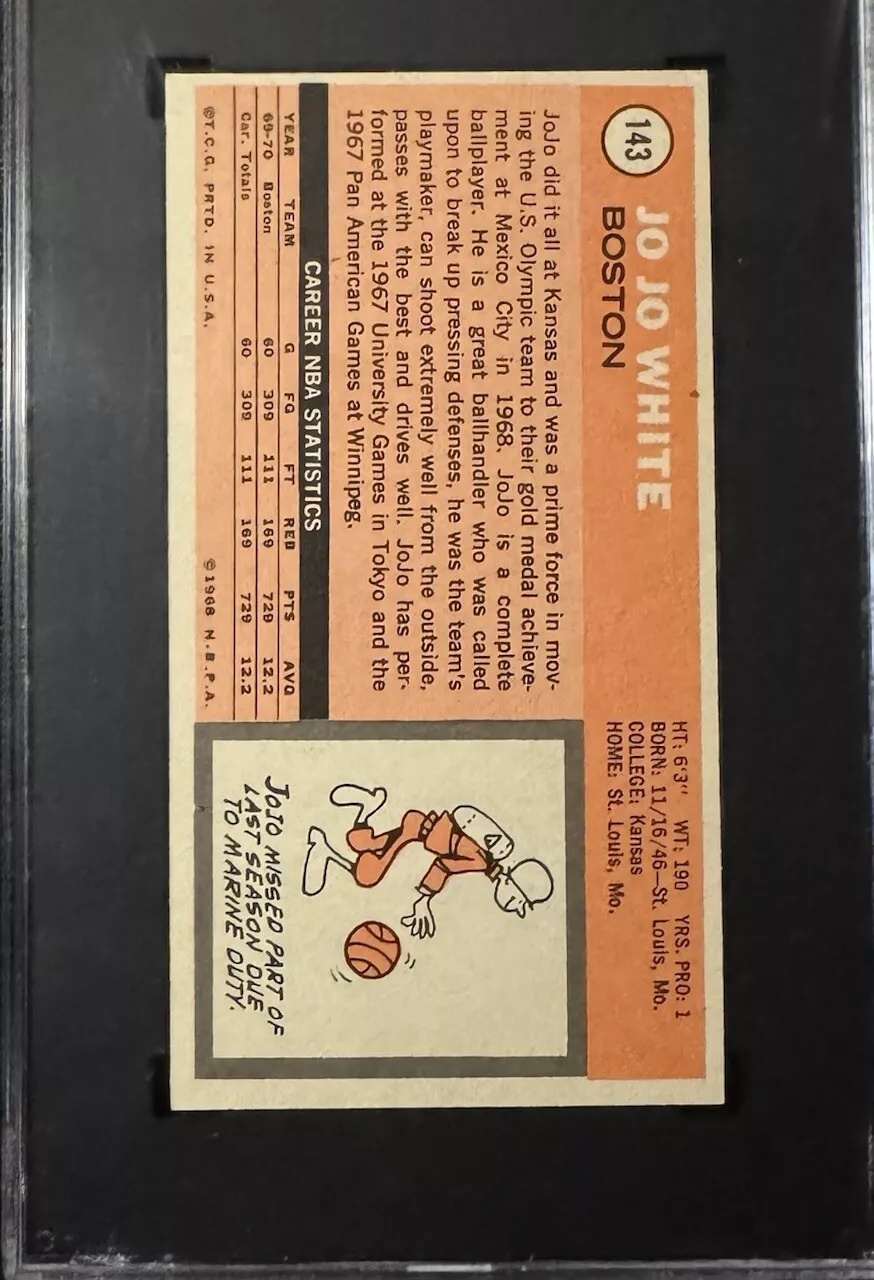 143
JO JO WHITE
BOSTON
HT: 6'3" WT: 190 YRS. PRO: 1
BORN: 11/16/46—St. Louis, Mo.
COLLEGE: Kansas
HOME: St. Louis, Mo.
JoJo did it all at Kansas and was a prime force in mov-
ing the U.S. Olympic team to their gold medal achieve-
ment at Mexico City in 1968. JoJo is a complete
ballplayer. He is a great ballhandler who was called
upon to break up pressing defenses, he was the team's
playmaker, can shoot extremely well from the outside,
passes with the best and drives well. JoJo has per-
formed at the 1967 University Games in Tokyo and the
1967 Pan American Games at Winnipeg.
CAREER NBA STATISTICS
YEAR TEAM G FG FT REB PTS AVG
69-70 Boston 60 309 111 169 729 12.2
Car. Totals 60 309 111 169 729 12.2
©T.C.G. PRTD. IN U.S.A. ©1968 N.B.P.A.
JoJo MISSED PART OF
LAST SEASON DUE
TO MARINE DUTY.